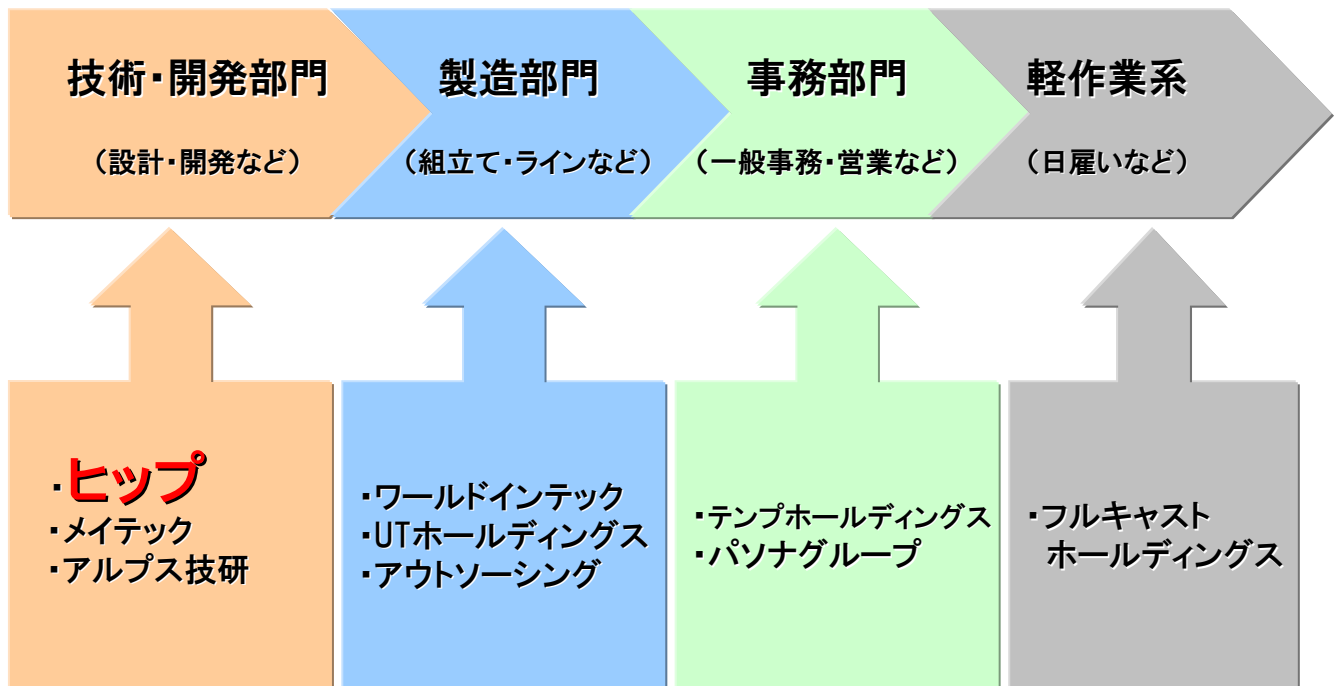 技術・開発部門
（設計・開発など）
製造部門
（組立て・ラインなど）
事務部門
（一般事務・営業など）
軽作業系
（日雇いなど）
・ヒップ
・メイテック
・アルプス技研
・ワールドインテック
・UTホールディングス
・アウトソーシング
・テンプホールディングス
・パソナグループ
・フルキャスト
ホールディングス